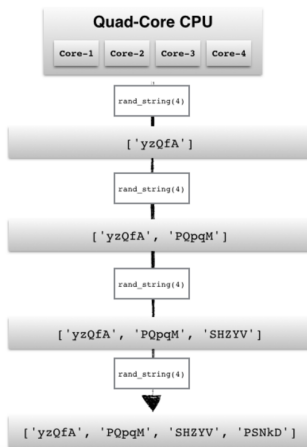 Quad-Core CPU
Core-1 Core-2 Core-3 Core-4
rand_string(4)
['yzQfA']
rand_string(4)
['yzQfA', 'PQpqM']
rand_string(4)
['yzQfA', 'PQpqM', 'SHZYV']
rand_string(4)
['yzQfA', 'PQpqM', 'SHZYV', 'PSNkD']